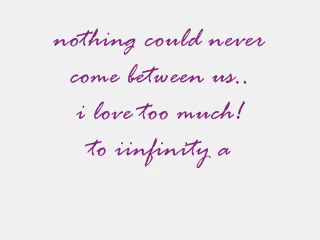 nothing could never
come between us..
i love too much!
to iinfinity a